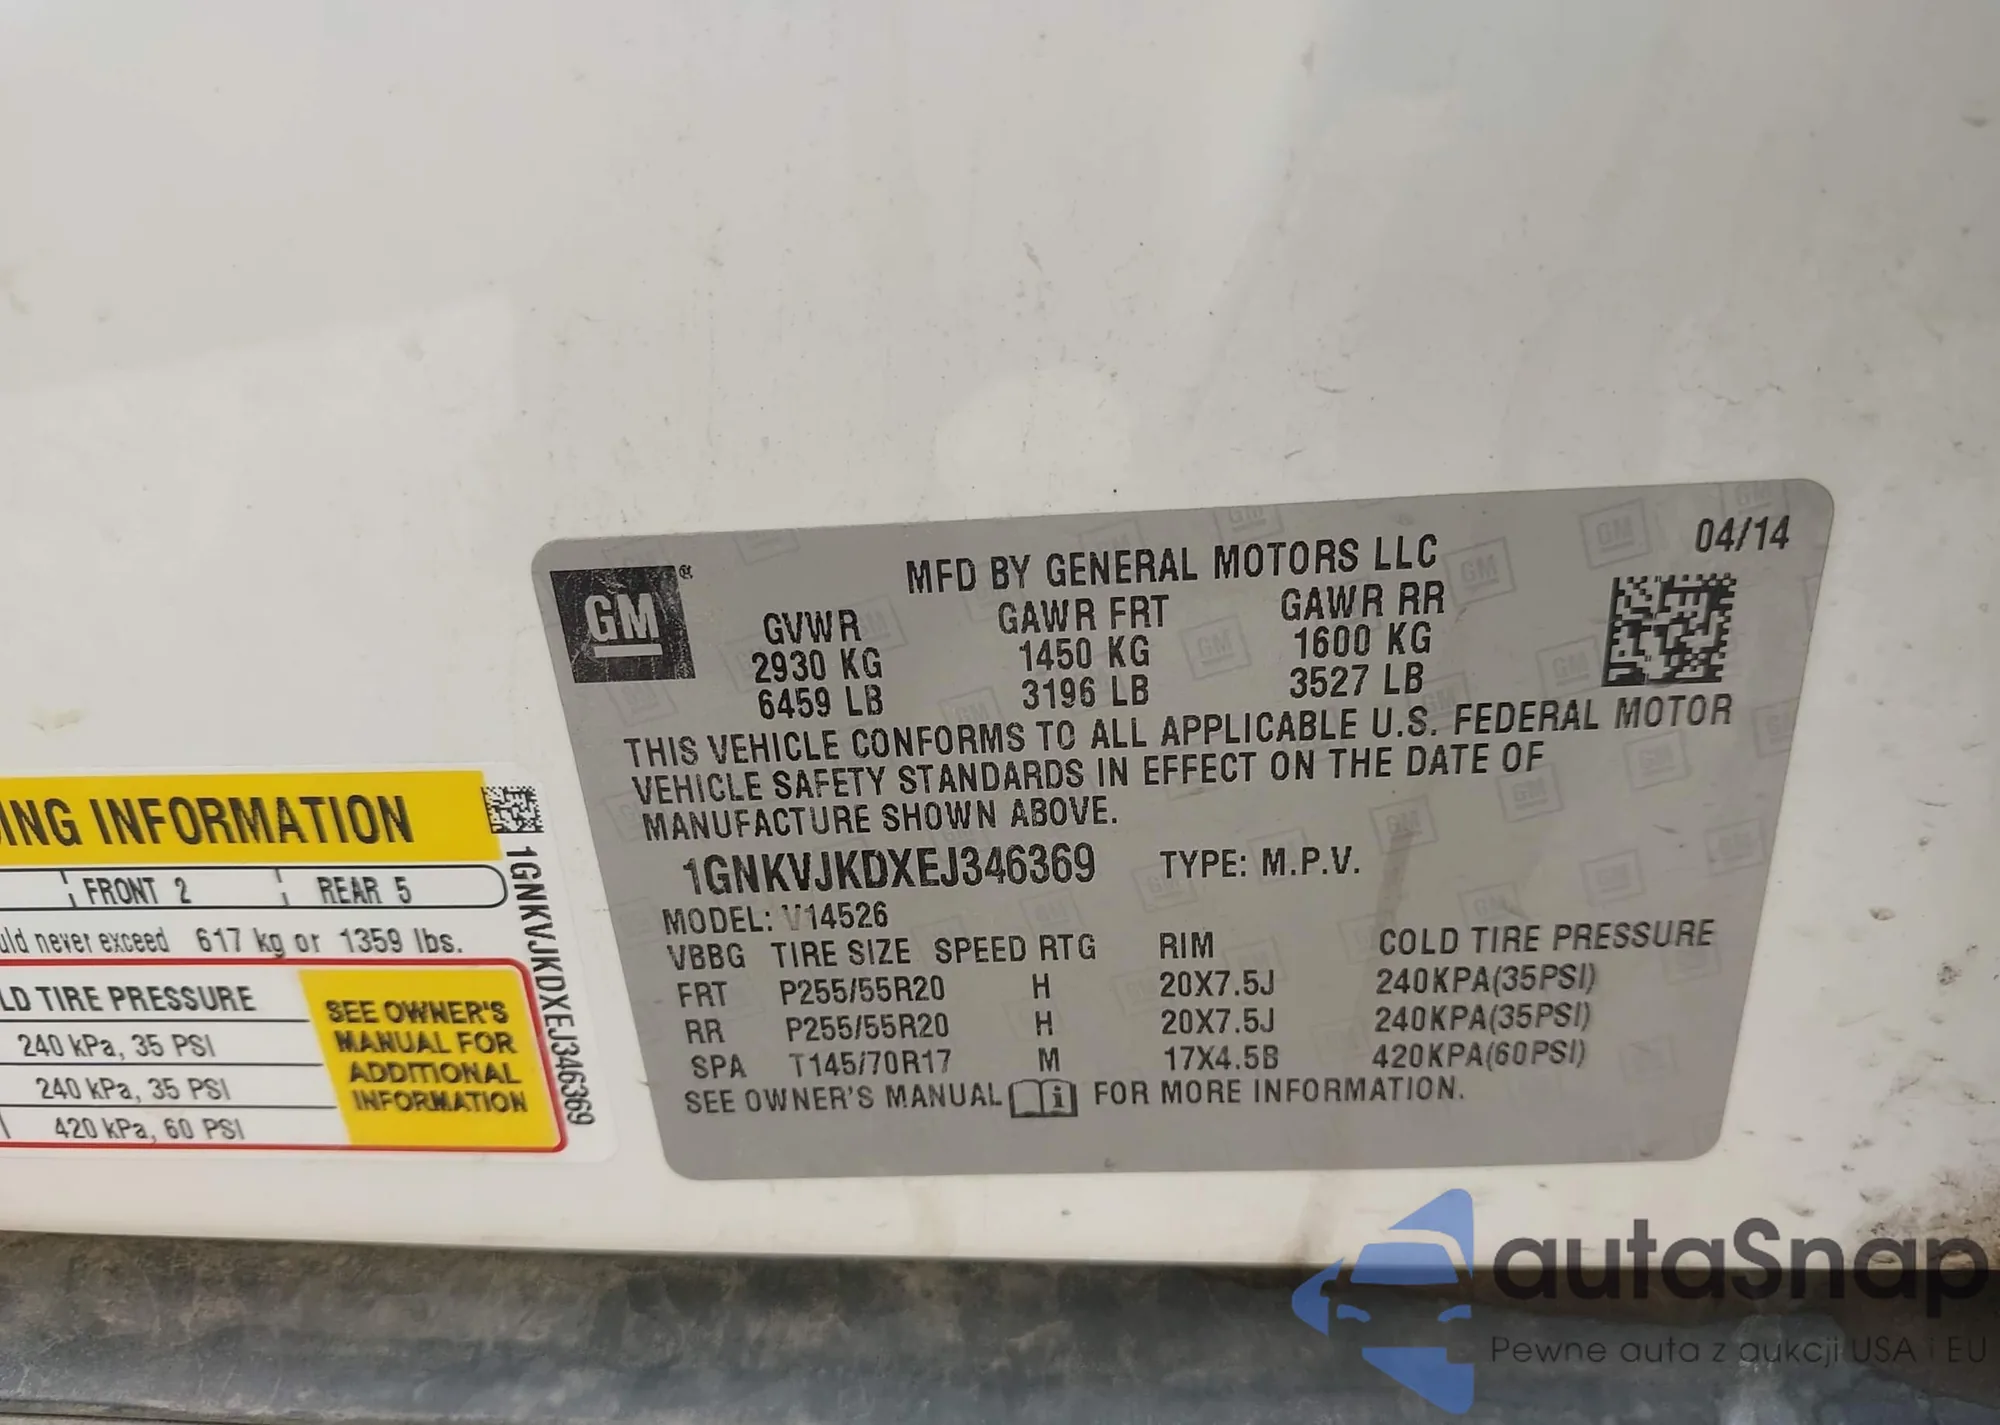 04/14
GM®
MFD BY GENERAL MOTORS LLC
GVWR GAWR FRT GAWR RR
2930 KG 1450 KG 1600 KG
6459 LB 3196 LB 3527 LB
THIS VEHICLE CONFORMS TO ALL APPLICABLE U.S. FEDERAL MOTOR
VEHICLE SAFETY STANDARDS IN EFFECT ON THE DATE OF
MANUFACTURE SHOWN ABOVE.
1GNKVJKDXEJ346369 TYPE: M.P.V.
MODEL: V14526
VBBG TIRE SIZE SPEED RTG RIM COLD TIRE PRESSURE
FRT P255/55R20 H 20X7.5J 240KPA(35PSI)
RR P255/55R20 H 20X7.5J 240KPA(35PSI)
SPA T145/70R17 M 17X4.5B 420KPA(60PSI)
SEE OWNER'S MANUAL i FOR MORE INFORMATION.
ING INFORMATION
FRONT 2 REAR 5
uld never exceed 617 kg or 1359 lbs.
LD TIRE PRESSURE
240 kPa, 35 PSI
240 kPa, 35 PSI
420 kPa, 60 PSI
SEE OWNER'S
MANUAL FOR
ADDITIONAL
INFORMATION
1GNKVJKDXEJ346369
autaSnap
Pewne auta z aukcji USA i EU